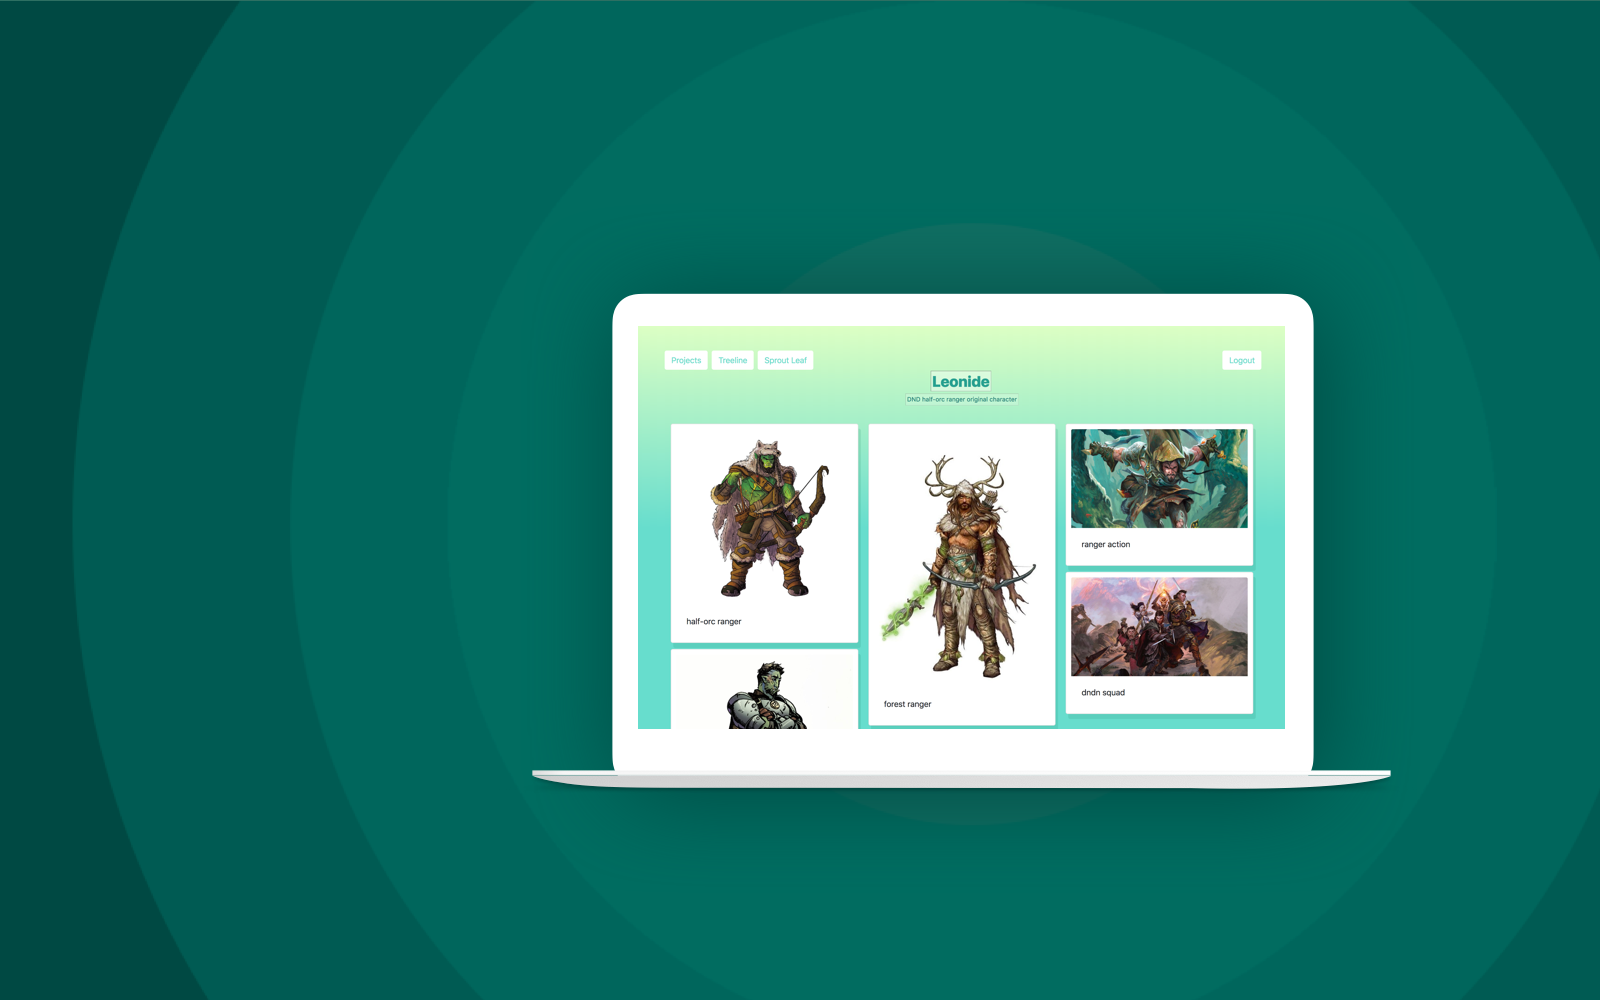 Projects Treeline Sprout Leaf Logout
Leonide
DND half-orc ranger original character
half-orc ranger
forest ranger
ranger action
dndn squad